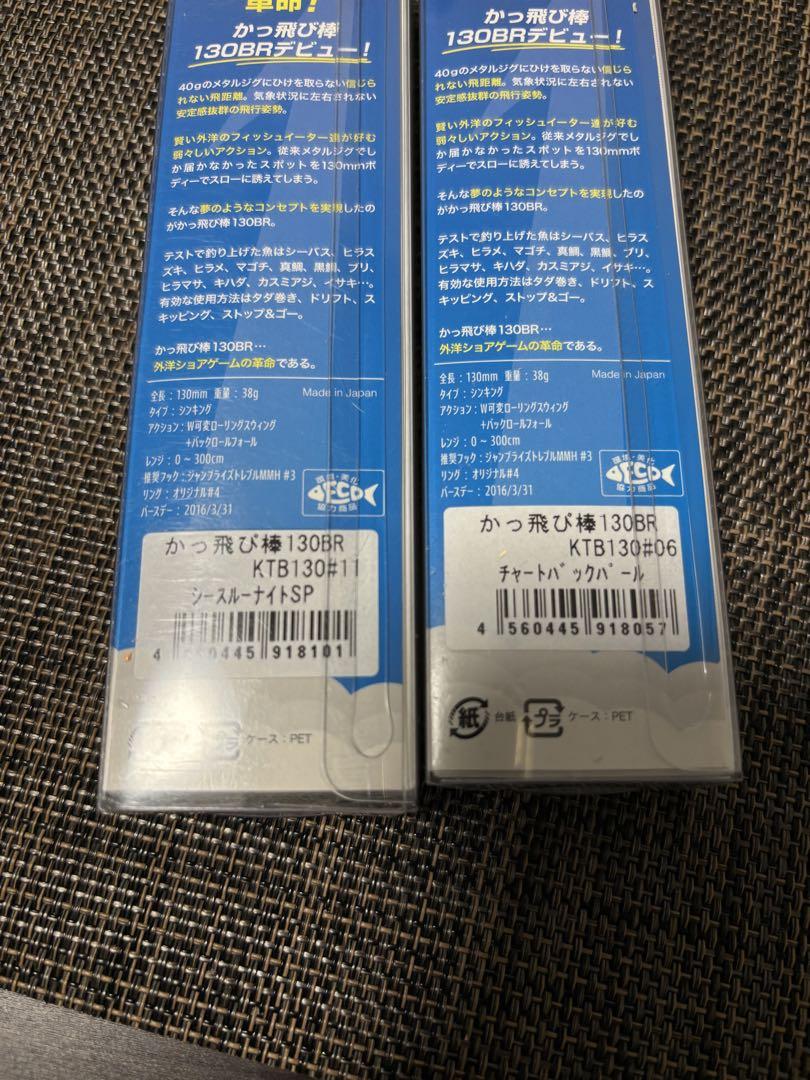 革命！
かっ飛び棒
130BRデビュー！
40gのメタルジグにひけを取らない信じら
れない飛距離。気象状況に左右されない
安定感抜群の飛行姿勢。
賢い外洋のフィッシュイーター達が好む
弱々しいアクション。従来メタルジグでし
か届かなかったスポットを130mmボ
ディーでスローに誘えてしまう。
そんな夢のようなコンセプトを実現したの
がかっ飛び棒130BR。
テストで釣り上げた魚はシーバス、ヒラス
ズキ、ヒラメ、マゴチ、真鯛、黒鯛、ブリ、
ヒラマサ、キハダ、カスミアジ、イサキ…。
有効な使用方法はタダ巻き、ドリフト、ス
キッピング、ストップ&ゴー。
かっ飛び棒130BR…
外洋ショアゲームの革命である。
全長：130mm 重量：38g
Made in Japan
タイプ：シンキング
アクション：W可変ローリングスウィング
+バックロールフォール
レンジ：0～300cm
推奨フック：ジャンプライズトレブルMMH #3
リング：オリジナル#4
バースデー：2016/3/31
環境・美化
ECO
協力商品
かっ飛び棒130BR
KTB130#11
シースルーナイトSP
4 560445 918101
プラ
ケース：PET
かっ飛び棒
130BRデビュー！
40gのメタルジグにひけを取らない信じら
れない飛距離。気象状況に左右されない
安定感抜群の飛行姿勢。
賢い外洋のフィッシュイーター達が好む
弱々しいアクション。従来メタルジグでし
か届かなかったスポットを130mmボ
ディーでスローに誘えてしまう。
そんな夢のようなコンセプトを実現したの
がかっ飛び棒130BR。
テストで釣り上げた魚はシーバス、ヒラス
ズキ、ヒラメ、マゴチ、真鯛、黒鯛、ブリ、
ヒラマサ、キハダ、カスミアジ、イサキ…。
有効な使用方法はタダ巻き、ドリフト、ス
キッピング、ストップ&ゴー。
かっ飛び棒130BR…
外洋ショアゲームの革命である。
全長：130mm 重量：38g
Made in Japan
タイプ：シンキング
アクション：W可変ローリングスウィング
+バックロールフォール
レンジ：0～300cm
推奨フック：ジャンプライズトレブルMMH #3
リング：オリジナル#4
バースデー：2016/3/31
環境・美化
ECO
協力商品
かっ飛び棒130BR
KTB130#06
チャートバックパール
4 560445 918057
紙
台紙
プラ
ケース：PET